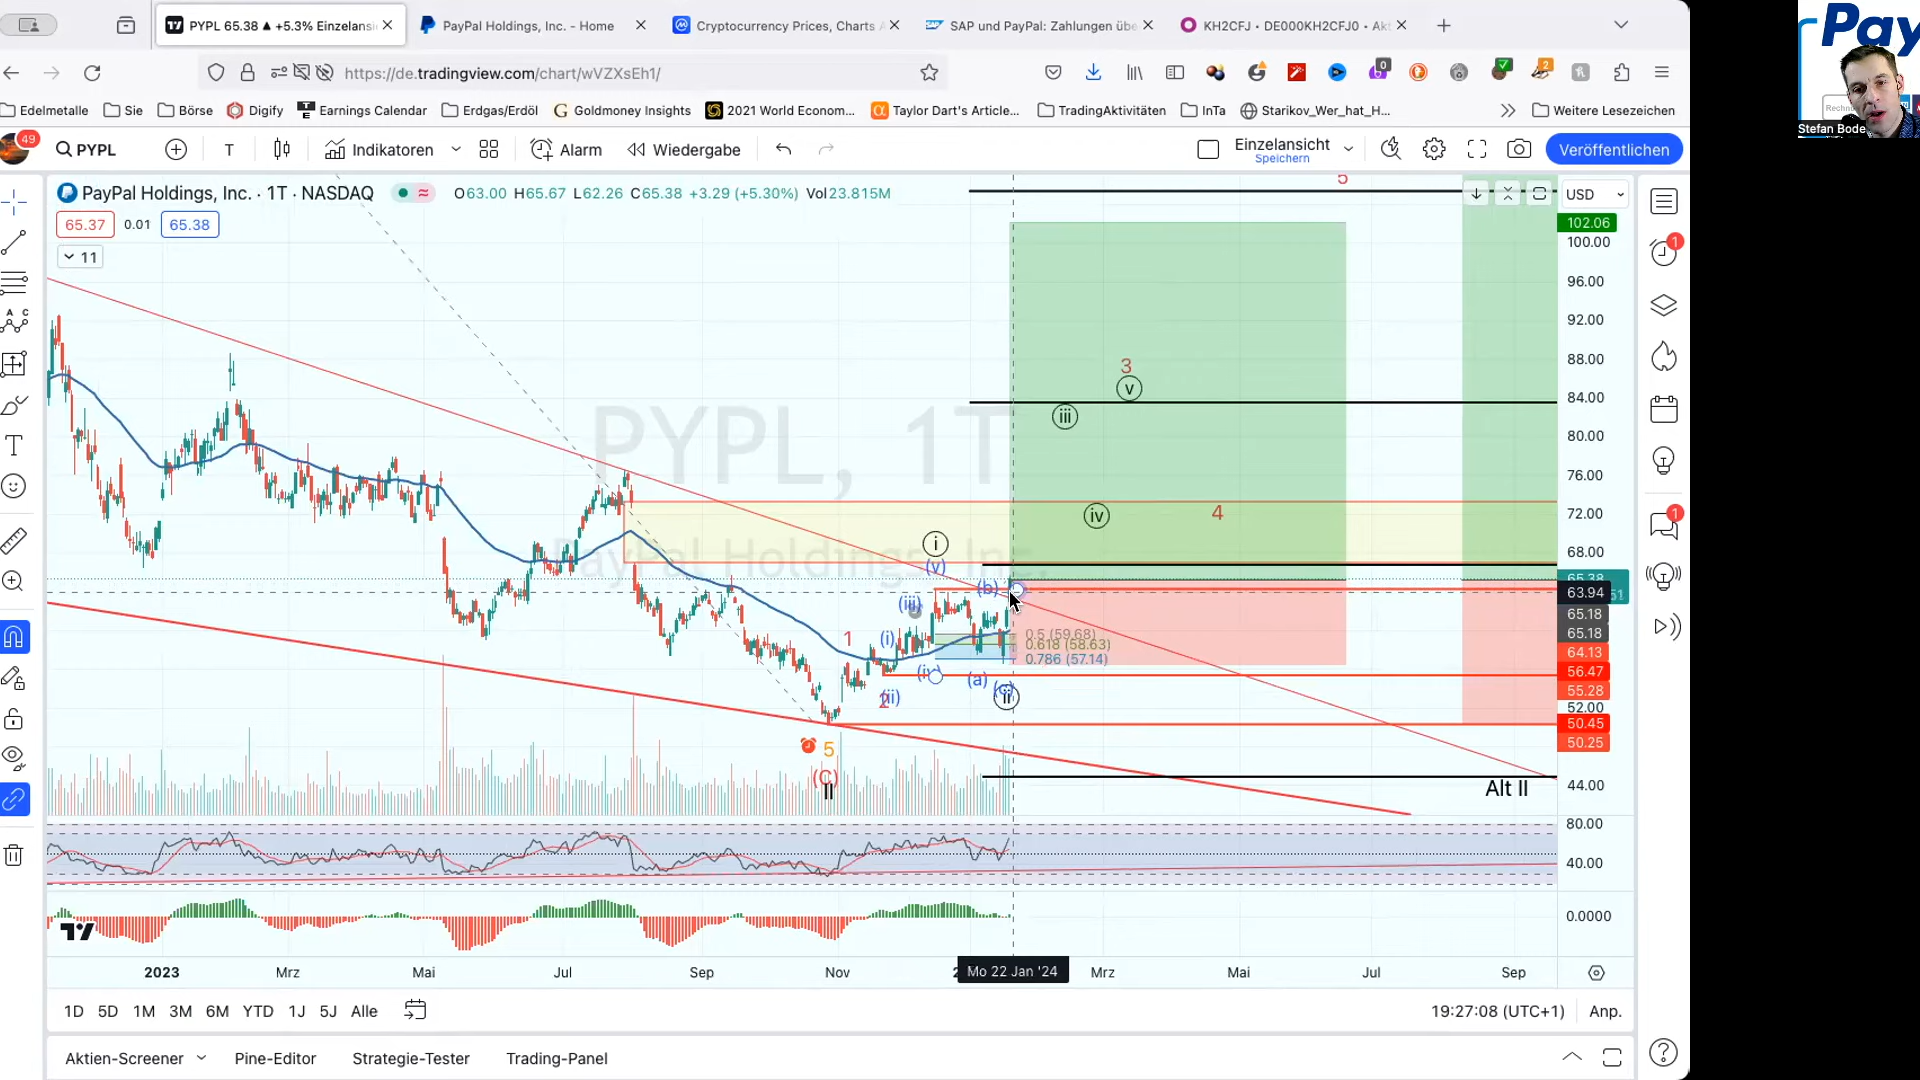 PYPL 65.38 ▲ +5.3% Einzelansi
PayPal Holdings, Inc. - Home
Cryptocurrency Prices, Charts A
SAP und PayPal: Zahlungen übe
KH2CFJ • DE000KH2CFJ0 • Akt
https://de.tradingview.com/chart/wVZXsEh1/
0
2
Edelmetalle
Sie
Börse
Digify
Earnings Calendar
Erdgas/Erdöl
Goldmoney Insights
2021 World Econom...
Taylor Dart's Article...
TradingAktivitäten
InTa
Starikov_Wer_hat_H...
Weitere Lesezeichen
49
PYPL
T
Indikatoren
Alarm
Wiedergabe
Einzelansicht
Speichern
Veröffentlichen
PayPal Holdings, Inc. · 1T · NASDAQ
O63.00 H65.67 L62.26 C65.38 +3.29 (+5.30%) Vol23.815M
65.37
0.01
65.38
11
USD
PYPL, 1T
PayPal Holdings, Inc.
5
102.06
100.00
96.00
92.00
88.00
84.00
80.00
76.00
72.00
68.00
65.38
63.94
51
65.18
65.18
64.13
56.47
55.28
52.00
50.45
50.25
44.00
80.00
40.00
0.0000
3
v
iii
iv
4
i
(v)
(b)
(iii)
1
(i)
0.5 (59.68)
0.618 (58.63)
0.786 (57.14)
(a)
ii
2
(ii)
5
(C)
II
Alt II
2023
Mrz
Mai
Jul
Sep
Nov
Mo 22 Jan '24
Mrz
Mai
Jul
Sep
1D
5D
1M
3M
6M
YTD
1J
5J
Alle
19:27:08 (UTC+1)
Anp.
Aktien-Screener
Pine-Editor
Strategie-Tester
Trading-Panel
1
1
Pay
Rechn
Stefan Bode